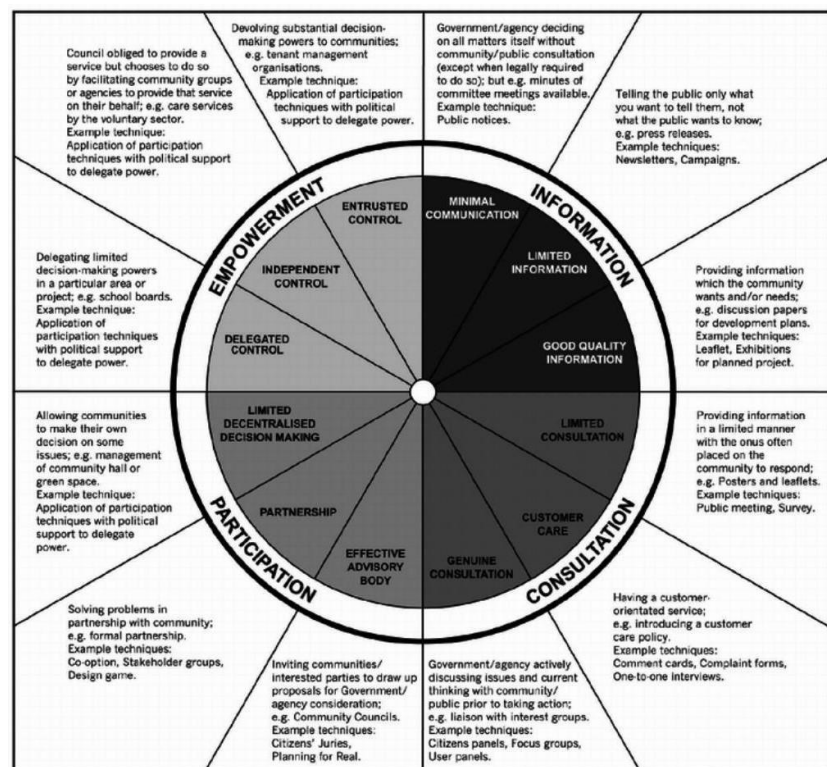 Devolving substantial decision-
making powers to communities;
e.g. tenant management
organisations.
Example technique:
Application of participation
techniques with political
support to delegate power.
Government/agency deciding
on all matters itself without
community/public consultation
(except when legally required
to do so); but e.g. minutes of
committee meetings available.
Example technique:
Public notices.
Council obliged to provide a
service but chooses to do so
by facilitating community groups
or agencies to provide that service
on their behalf; e.g. care services
by the voluntary sector.
Example technique:
Application of participation
techniques with political support
to delegate power.
Telling the public only what
you want to tell them, not
what the public wants to know;
e.g. press releases.
Example techniques:
Newsletters, Campaigns.
EMPOWERMENT
INFORMATION
ENTRUSTED
CONTROL
MINIMAL
COMMUNICATION
INDEPENDENT
CONTROL
LIMITED
INFORMATION
DELEGATED
CONTROL
GOOD QUALITY
INFORMATION
Delegating limited
decision-making powers
in a particular area or
project; e.g. school boards.
Example technique:
Application of
participation techniques
with political support
to delegate power.
Providing information
which the community
wants and/or needs;
e.g. discussion papers
for development plans.
Example techniques:
Leaflet, Exhibitions
for planned project.
Allowing communities
to make their own
decision on some
issues; e.g. management
of community hall or
green space.
Example technique:
Application of participation
techniques with political
support to delegate
power.
LIMITED
DECENTRALISED
DECISION MAKING
LIMITED
CONSULTATION
PARTNERSHIP
CUSTOMER
CARE
EFFECTIVE
ADVISORY
BODY
GENUINE
CONSULTATION
PARTICIPATION
CONSULTATION
Providing information
in a limited manner
with the onus often
placed on the
community to respond;
e.g. Posters and leaflets.
Example techniques:
Public meeting, Survey.
Solving problems in
partnership with community;
e.g. formal partnership.
Example techniques:
Co-option, Stakeholder groups,
Design game.
Inviting communities/
interested parties to draw up
proposals for Government/
agency consideration;
e.g. Community Councils.
Example techniques:
Citizens' Juries,
Planning for Real.
Government/agency actively
discussing issues and current
thinking with community/
public prior to taking action;
e.g. liaison with interest groups.
Example techniques:
Citizens panels, Focus groups,
User panels.
Having a customer-
orientated service;
e.g. introducing a customer
care policy.
Example techniques:
Comment cards, Complaint forms,
One-to-one interviews.